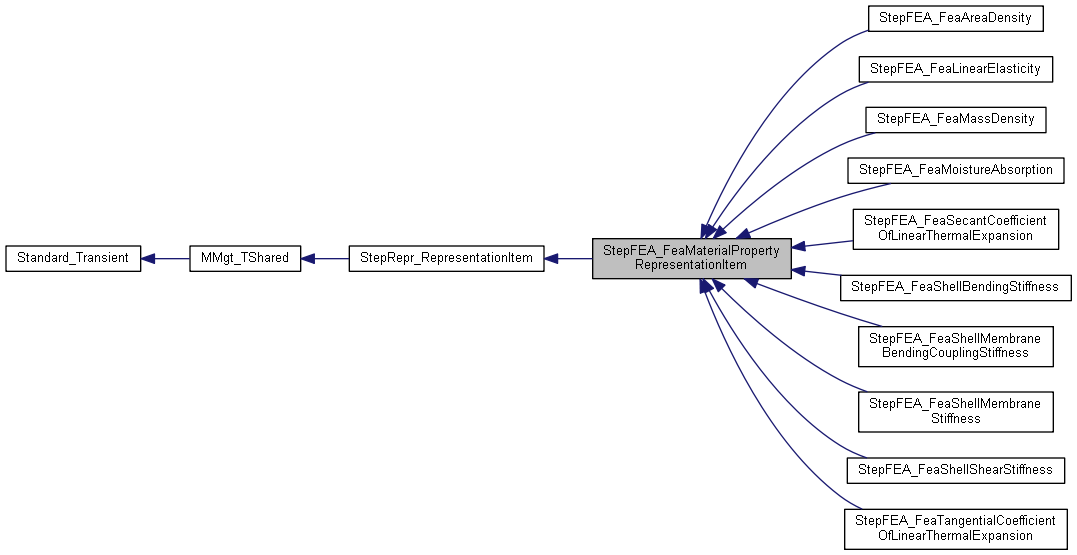 StepFEA_FeaAreaDensity
StepFEA_FeaLinearElasticity
StepFEA_FeaMassDensity
StepFEA_FeaMoistureAbsorption
StepFEA_FeaSecantCoefficient
OfLinearThermalExpansion
Standard_Transient
MMgt_TShared
StepRepr_RepresentationItem
StepFEA_FeaMaterialProperty
RepresentationItem
StepFEA_FeaShellBendingStiffness
StepFEA_FeaShellMembrane
BendingCouplingStiffness
StepFEA_FeaShellMembrane
Stiffness
StepFEA_FeaShellShearStiffness
StepFEA_FeaTangentialCoefficient
OfLinearThermalExpansion